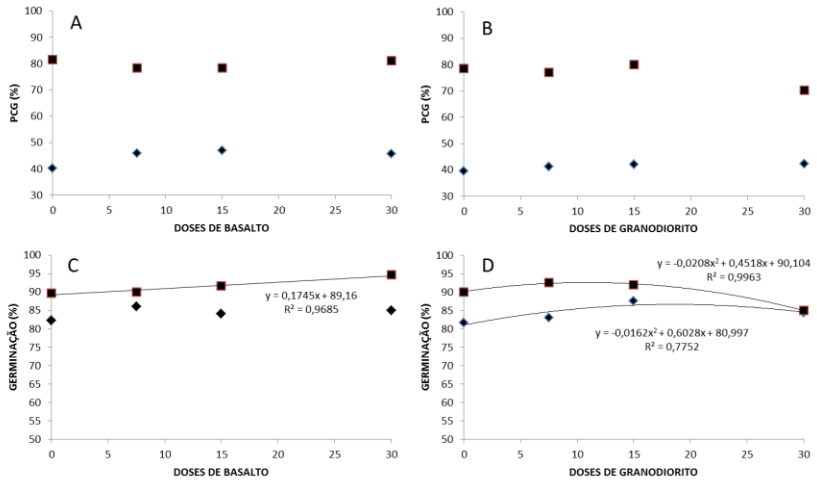 A
PCG (%)
100
90
80
70
60
50
40
30
0 5 10 15 20 25 30
DOSES DE BASALTO
B
PCG (%)
100
90
80
70
60
50
40
30
0 5 10 15 20 25 30
DOSES DE GRANODIORITO
C
GERMINAÇÃO (%)
100
95
90
85
80
75
70
65
60
55
50
y = 0,1745x + 89,16
R² = 0,9685
0 5 10 15 20 25 30
DOSES DE BASALTO
D
GERMINAÇÃO (%)
100
95
90
85
80
75
70
65
60
55
50
y = -0,0208x² + 0,4518x + 90,104
R² = 0,9963
y = -0,0162x² + 0,6028x + 80,997
R² = 0,7752
0 5 10 15 20 25 30
DOSES DE GRANODIORITO